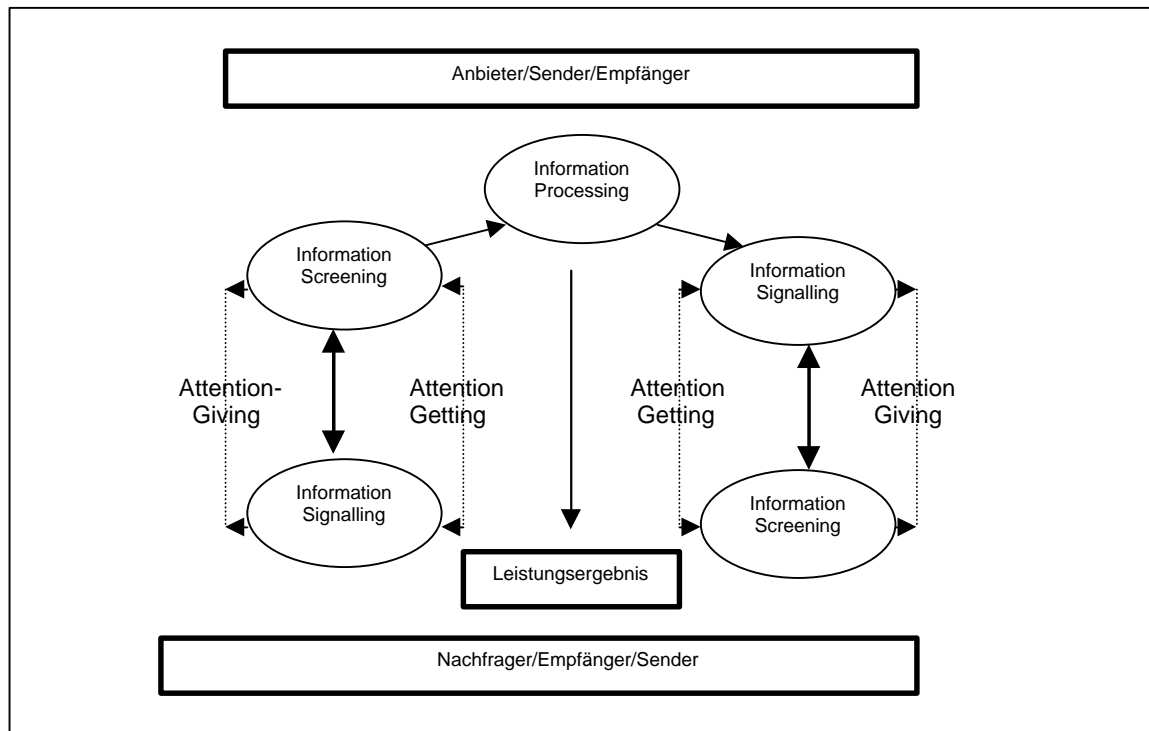 Anbieter/Sender/Empfänger
Information
Processing
Information
Screening
Information
Signalling
Attention-
Giving
Attention
Getting
Attention
Getting
Attention
Giving
Information
Signalling
Information
Screening
Leistungsergebnis
Nachfrager/Empfänger/Sender